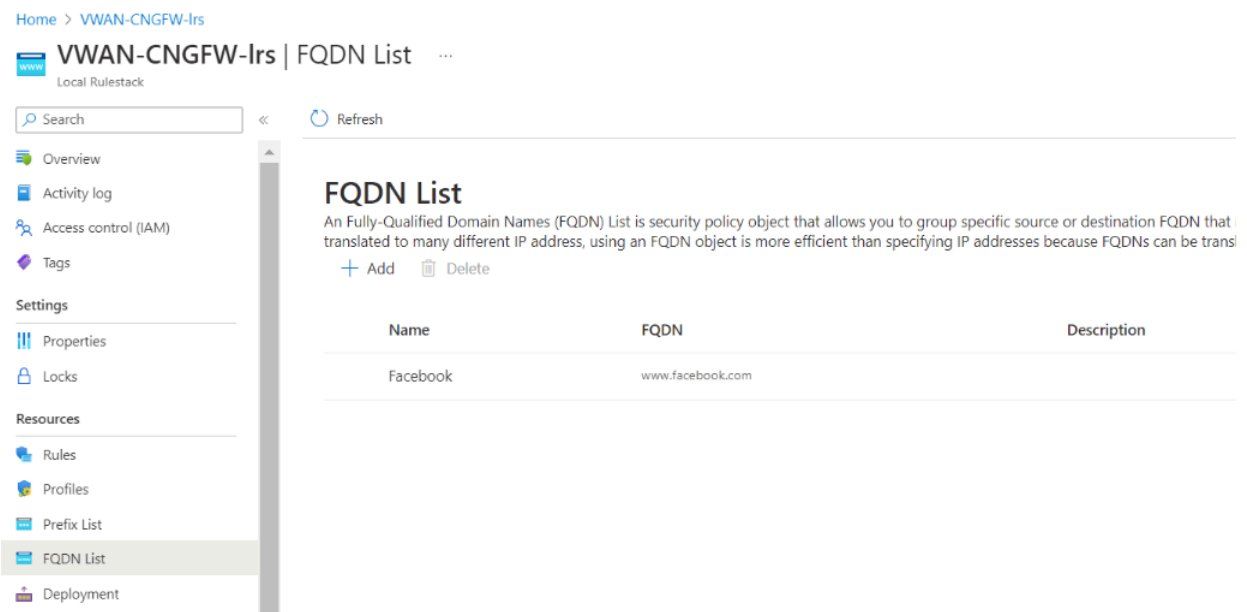 Home > VWAN-CNGFW-lrs
VWAN-CNGFW-lrs | FQDN List ...
www
Local Rulestack
Search «
Refresh
Overview
Activity log
Access control (IAM)
Tags
Settings
Properties
Locks
Resources
Rules
Profiles
Prefix List
FQDN List
Deployment
FQDN List
An Fully-Qualified Domain Names (FQDN) List is security policy object that allows you to group specific source or destination FQDN that
translated to many different IP address, using an FQDN object is more efficient than specifying IP addresses because FQDNs can be
+ Add Delete
Name FQDN Description
Facebook www.facebook.com